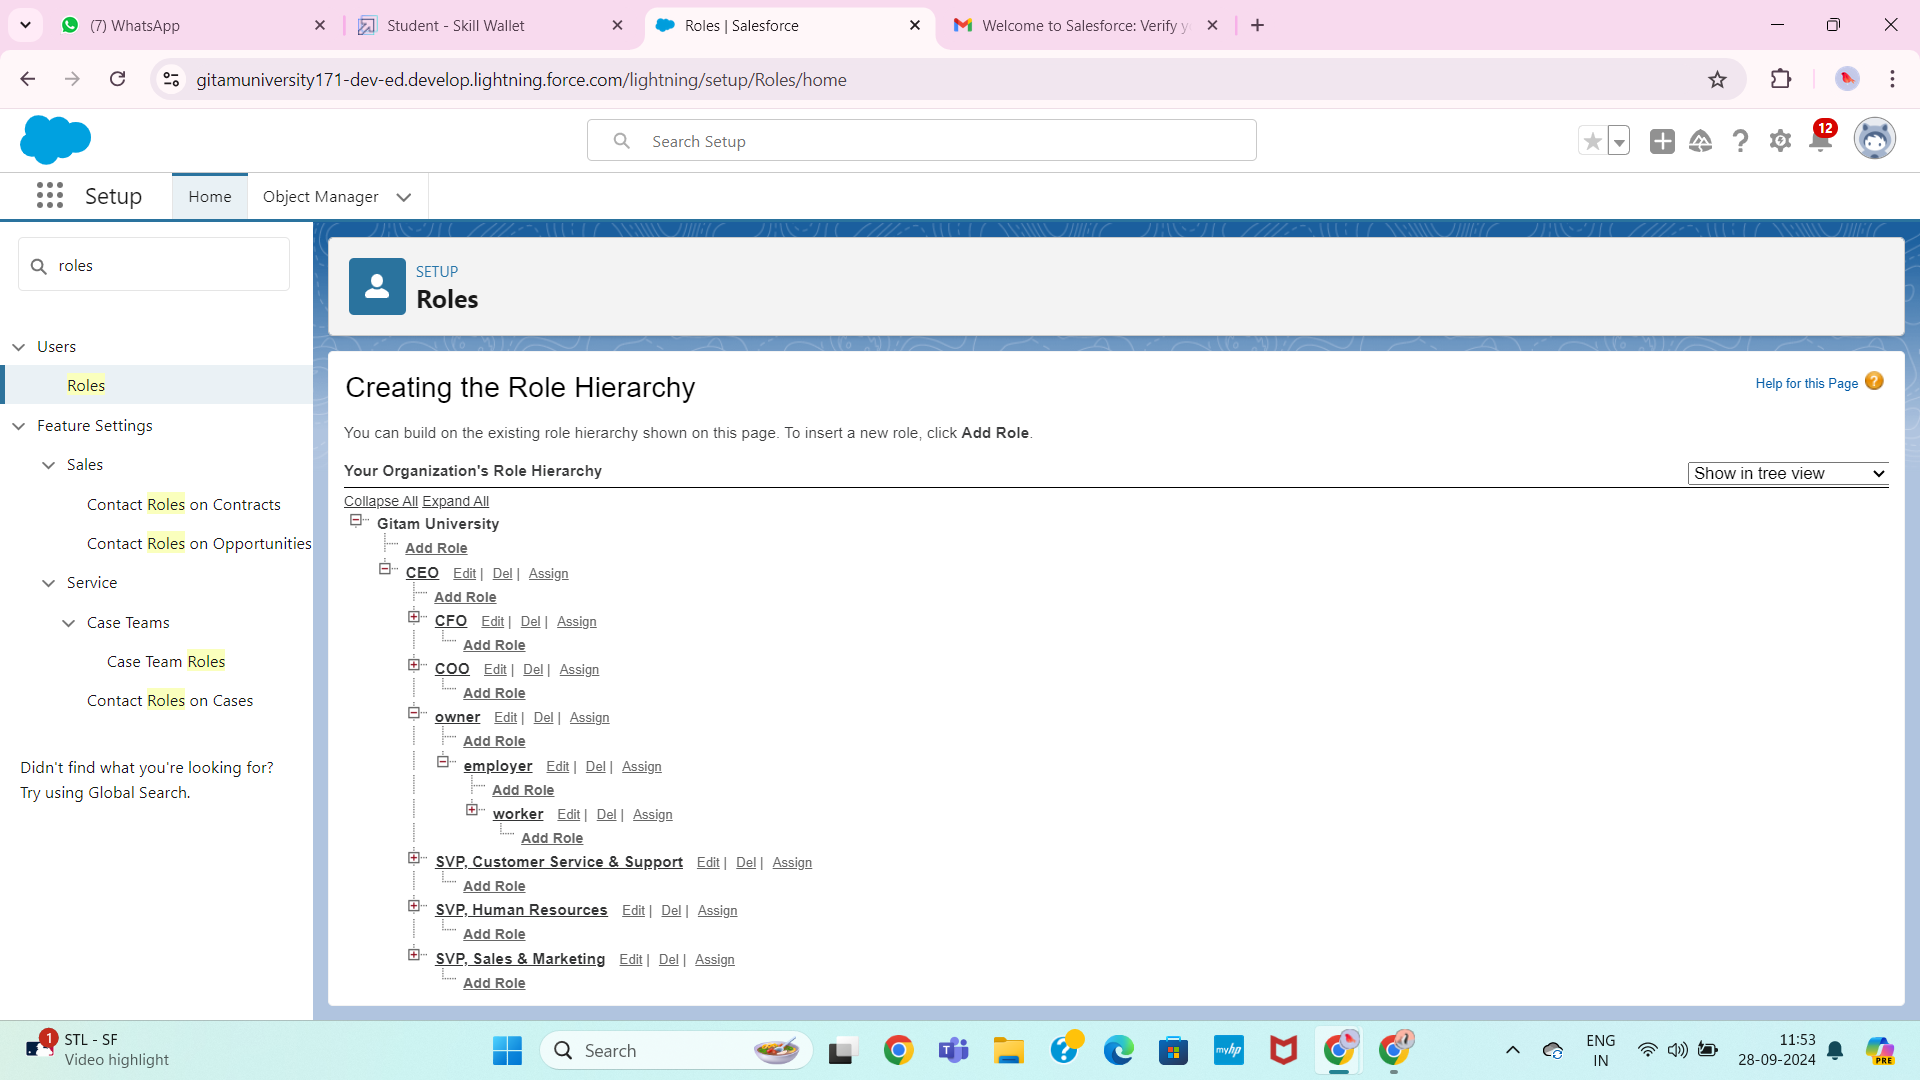 (7) WhatsApp
Student - Skill Wallet
Roles | Salesforce
Welcome to Salesforce: Verify y
gitamuniversity171-dev-ed.develop.lightning.force.com/lightning/setup/Roles/home
Search Setup
12
Setup
Home
Object Manager
roles
Users
Roles
Feature Settings
Sales
Contact Roles on Contracts
Contact Roles on Opportunities
Service
Case Teams
Case Team Roles
Contact Roles on Cases
Didn't find what you're looking for?
Try using Global Search.
SETUP
Roles
Creating the Role Hierarchy
Help for this Page ?
You can build on the existing role hierarchy shown on this page. To insert a new role, click Add Role.
Your Organization's Role Hierarchy
Show in tree view
Collapse All Expand All
Gitam University
Add Role
CEO Edit | Del | Assign
Add Role
CFO Edit | Del | Assign
Add Role
COO Edit | Del | Assign
Add Role
owner Edit | Del | Assign
Add Role
employer Edit | Del | Assign
Add Role
worker Edit | Del | Assign
Add Role
SVP, Customer Service & Support Edit | Del | Assign
Add Role
SVP, Human Resources Edit | Del | Assign
Add Role
SVP, Sales & Marketing Edit | Del | Assign
Add Role
1
STL - SF
Video highlight
Search
myhp
ENG
IN
11:53
28-09-2024
PRE